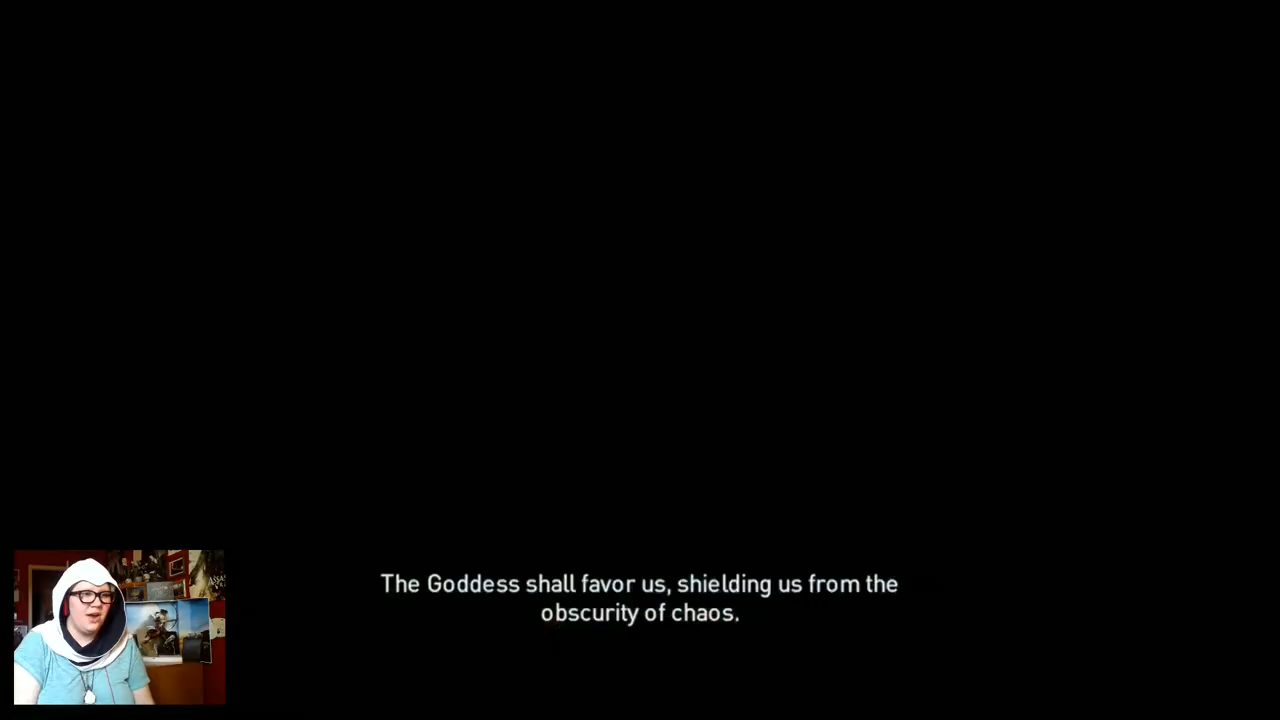 The Goddess shall favor us, shielding us from the
obscurity of chaos.